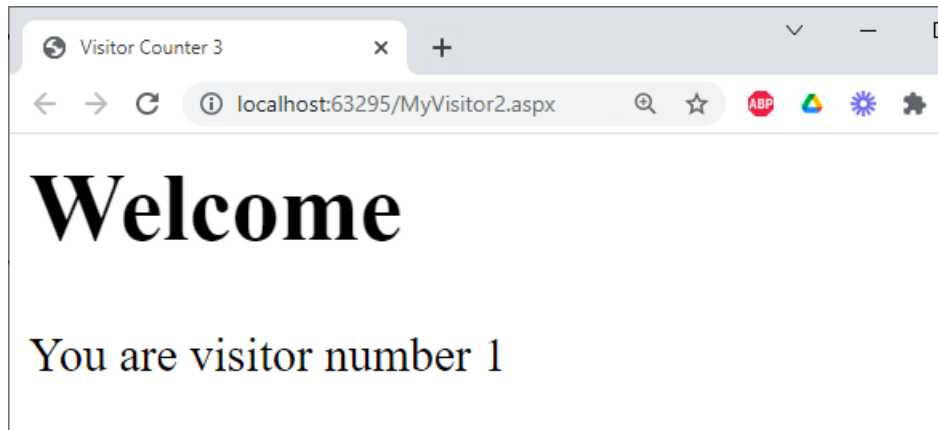 Visitor Counter 3
localhost:63295/MyVisitor2.aspx
ABP
Welcome
You are visitor number 1